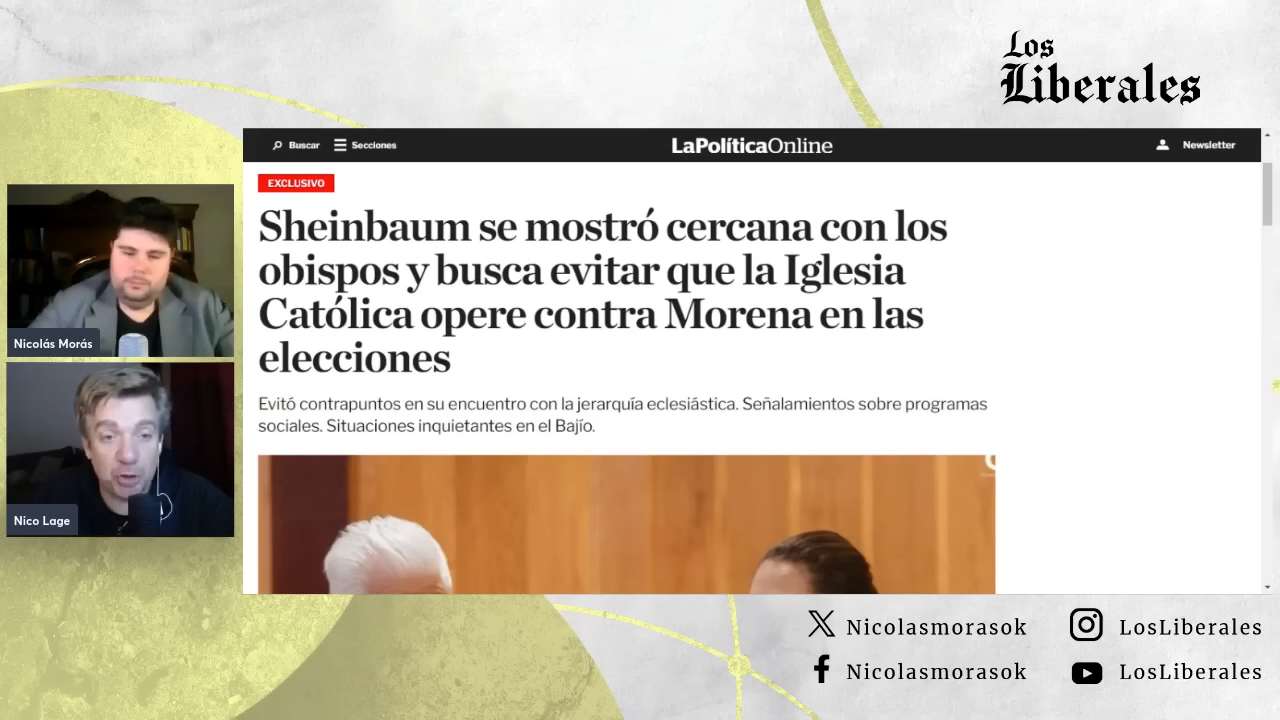 Los
Liberales
Buscar
Secciones
LaPolíticaOnline
Newsletter
EXCLUSIVO
Sheinbaum se mostró cercana con los
obispos y busca evitar que la Iglesia
Católica opere contra Morena en las
elecciones
Evitó contrapuntos en su encuentro con la jerarquía eclesiástica. Señalamientos sobre programas
sociales. Situaciones inquietantes en el Bajío.
Nicolás Morás
Nico Lage
Nicolasmorasok
LosLiberales
Nicolasmorasok
LosLiberales